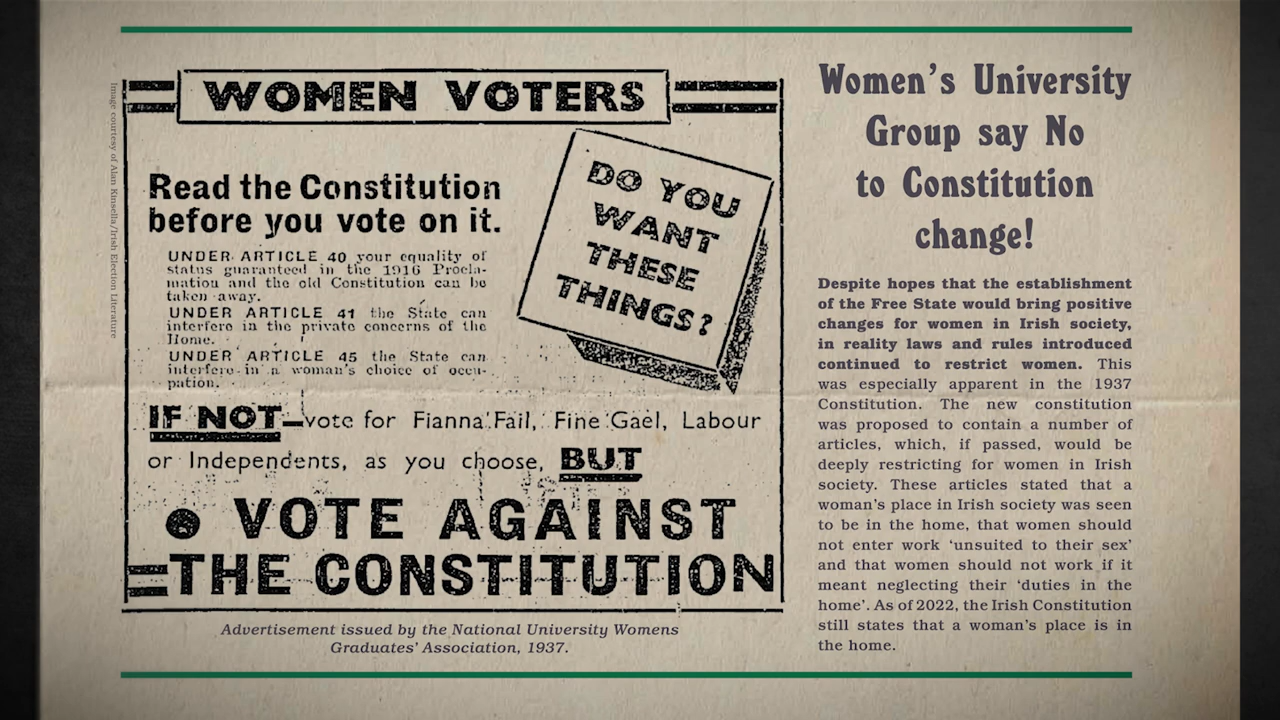 WOMEN VOTERS
Read the Constitution
before you vote on it.
UNDER ARTICLE 40 your equality of
status guaranteed in the 1916 Procla-
mation and the old Constitution can be
taken away.
UNDER ARTICLE 41 the State can
interfere in the private concerns of the
Home.
UNDER ARTICLE 45 the State can
interfere in a woman's choice of occu-
pation.
DO YOU
WANT
THESE
THINGS?
IF NOT—vote for Fianna Fail, Fine Gael, Labour
or Independents, as you choose, BUT
VOTE AGAINST
THE CONSTITUTION
Advertisement issued by the National University Womens
Graduates' Association, 1937.
Image courtesy of Alan Kinsella/Irish Election Literature
Women's University
Group say No
to Constitution
change!
Despite hopes that the establishment
of the Free State would bring positive
changes for women in Irish society,
in reality laws and rules introduced
continued to restrict women. This
was especially apparent in the 1937
Constitution. The new constitution
was proposed to contain a number of
articles, which, if passed, would be
deeply restricting for women in Irish
society. These articles stated that a
woman's place in Irish society was seen
to be in the home, that women should
not enter work 'unsuited to their sex'
and that women should not work if it
meant neglecting their 'duties in the
home'. As of 2022, the Irish Constitution
still states that a woman's place is in
the home.